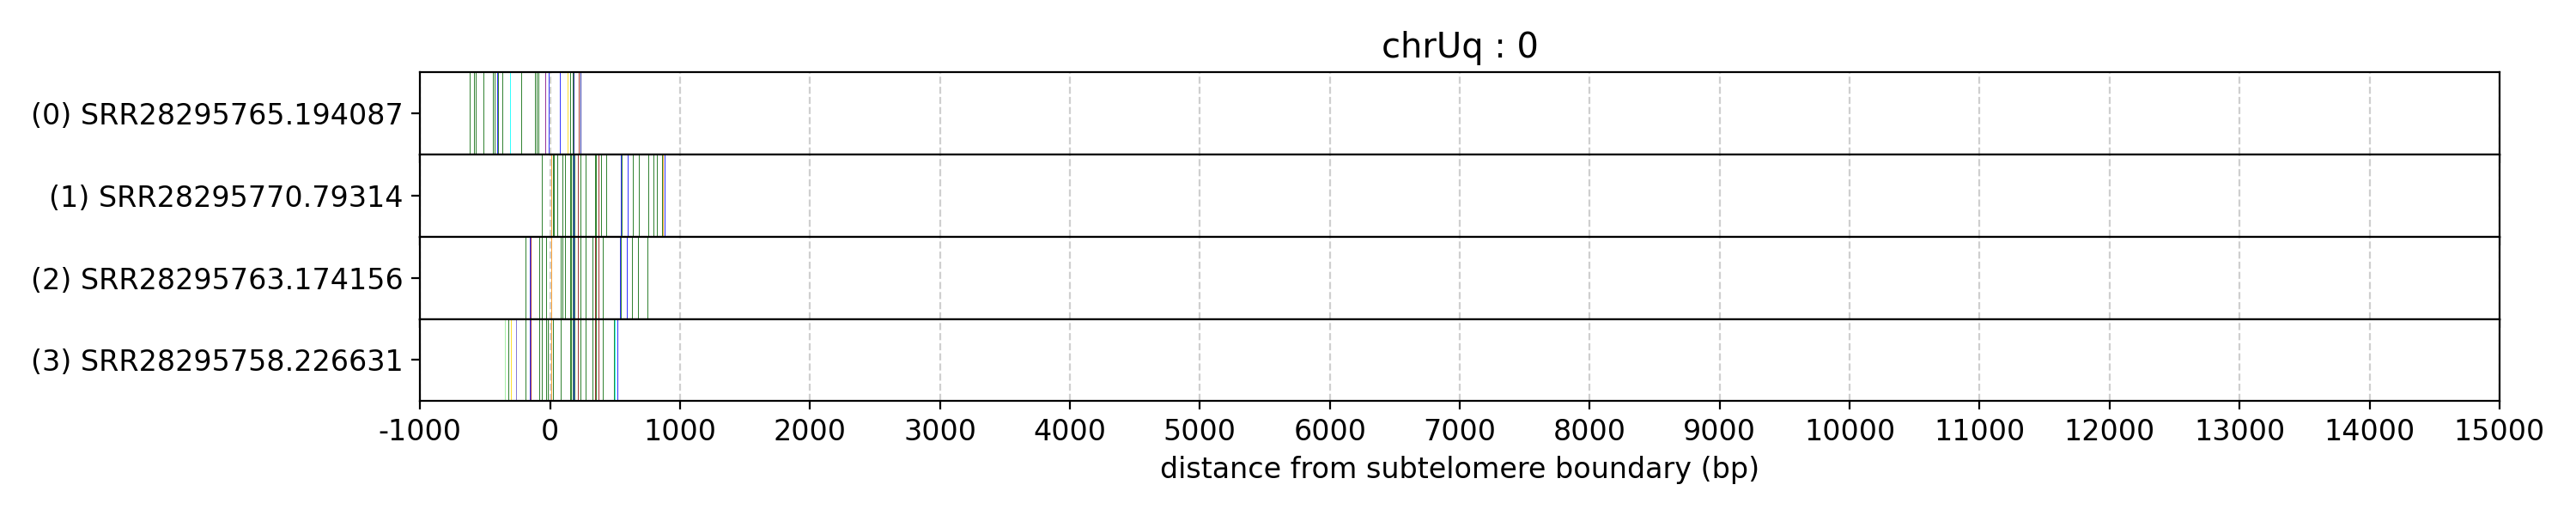 chrUq : 0
(0) SRR28295765.194087
(1) SRR28295770.79314
(2) SRR28295763.174156
(3) SRR28295758.226631
-1000 0 1000 2000 3000 4000 5000 6000 7000 8000 9000 10000 11000 12000 13000 14000 15000
distance from subtelomere boundary (bp)